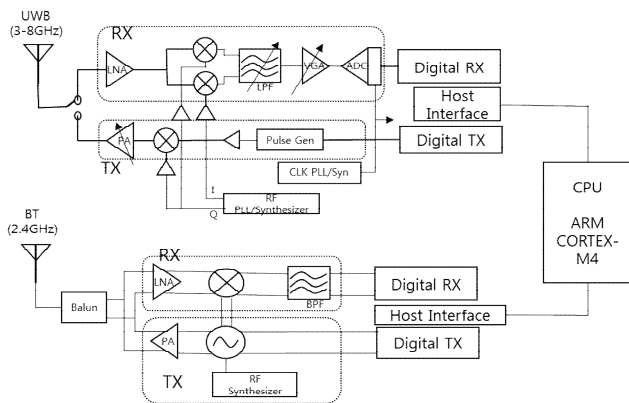 UWB
(3-8GHz)
RX
LNA
LPF
VGA
ADC
Digital RX
Host
Interface
PA
Pulse Gen
Digital TX
TX
CLK PLL/Syn
I
Q
RF
PLL/Synthesizer
CPU
ARM
CORTEX-
M4
BT
(2.4GHz)
RX
LNA
BPF
Digital RX
Balun
Host Interface
PA
Digital TX
TX
RF
Synthesizer